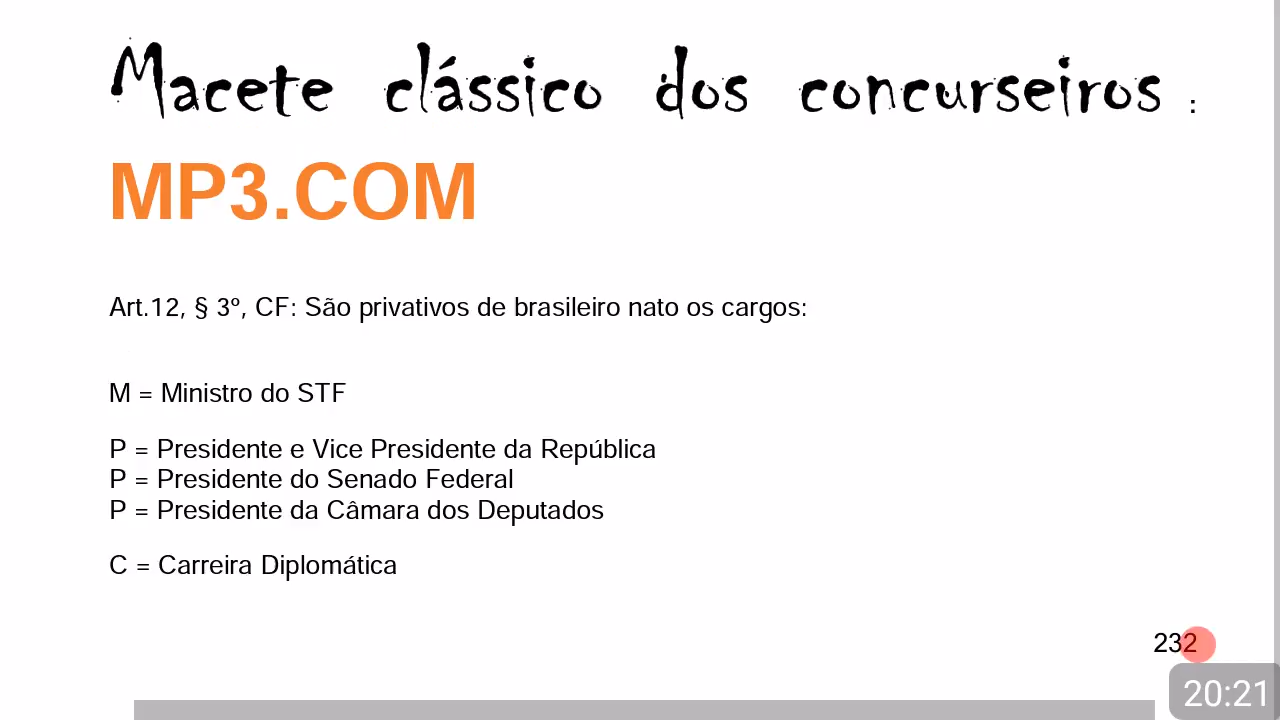 Macete clássico dos concurseiros :
MP3.COM
Art.12, § 3º, CF: São privativos de brasileiro nato os cargos:
M = Ministro do STF
P = Presidente e Vice Presidente da República
P = Presidente do Senado Federal
P = Presidente da Câmara dos Deputados
C = Carreira Diplomática
232
20:21